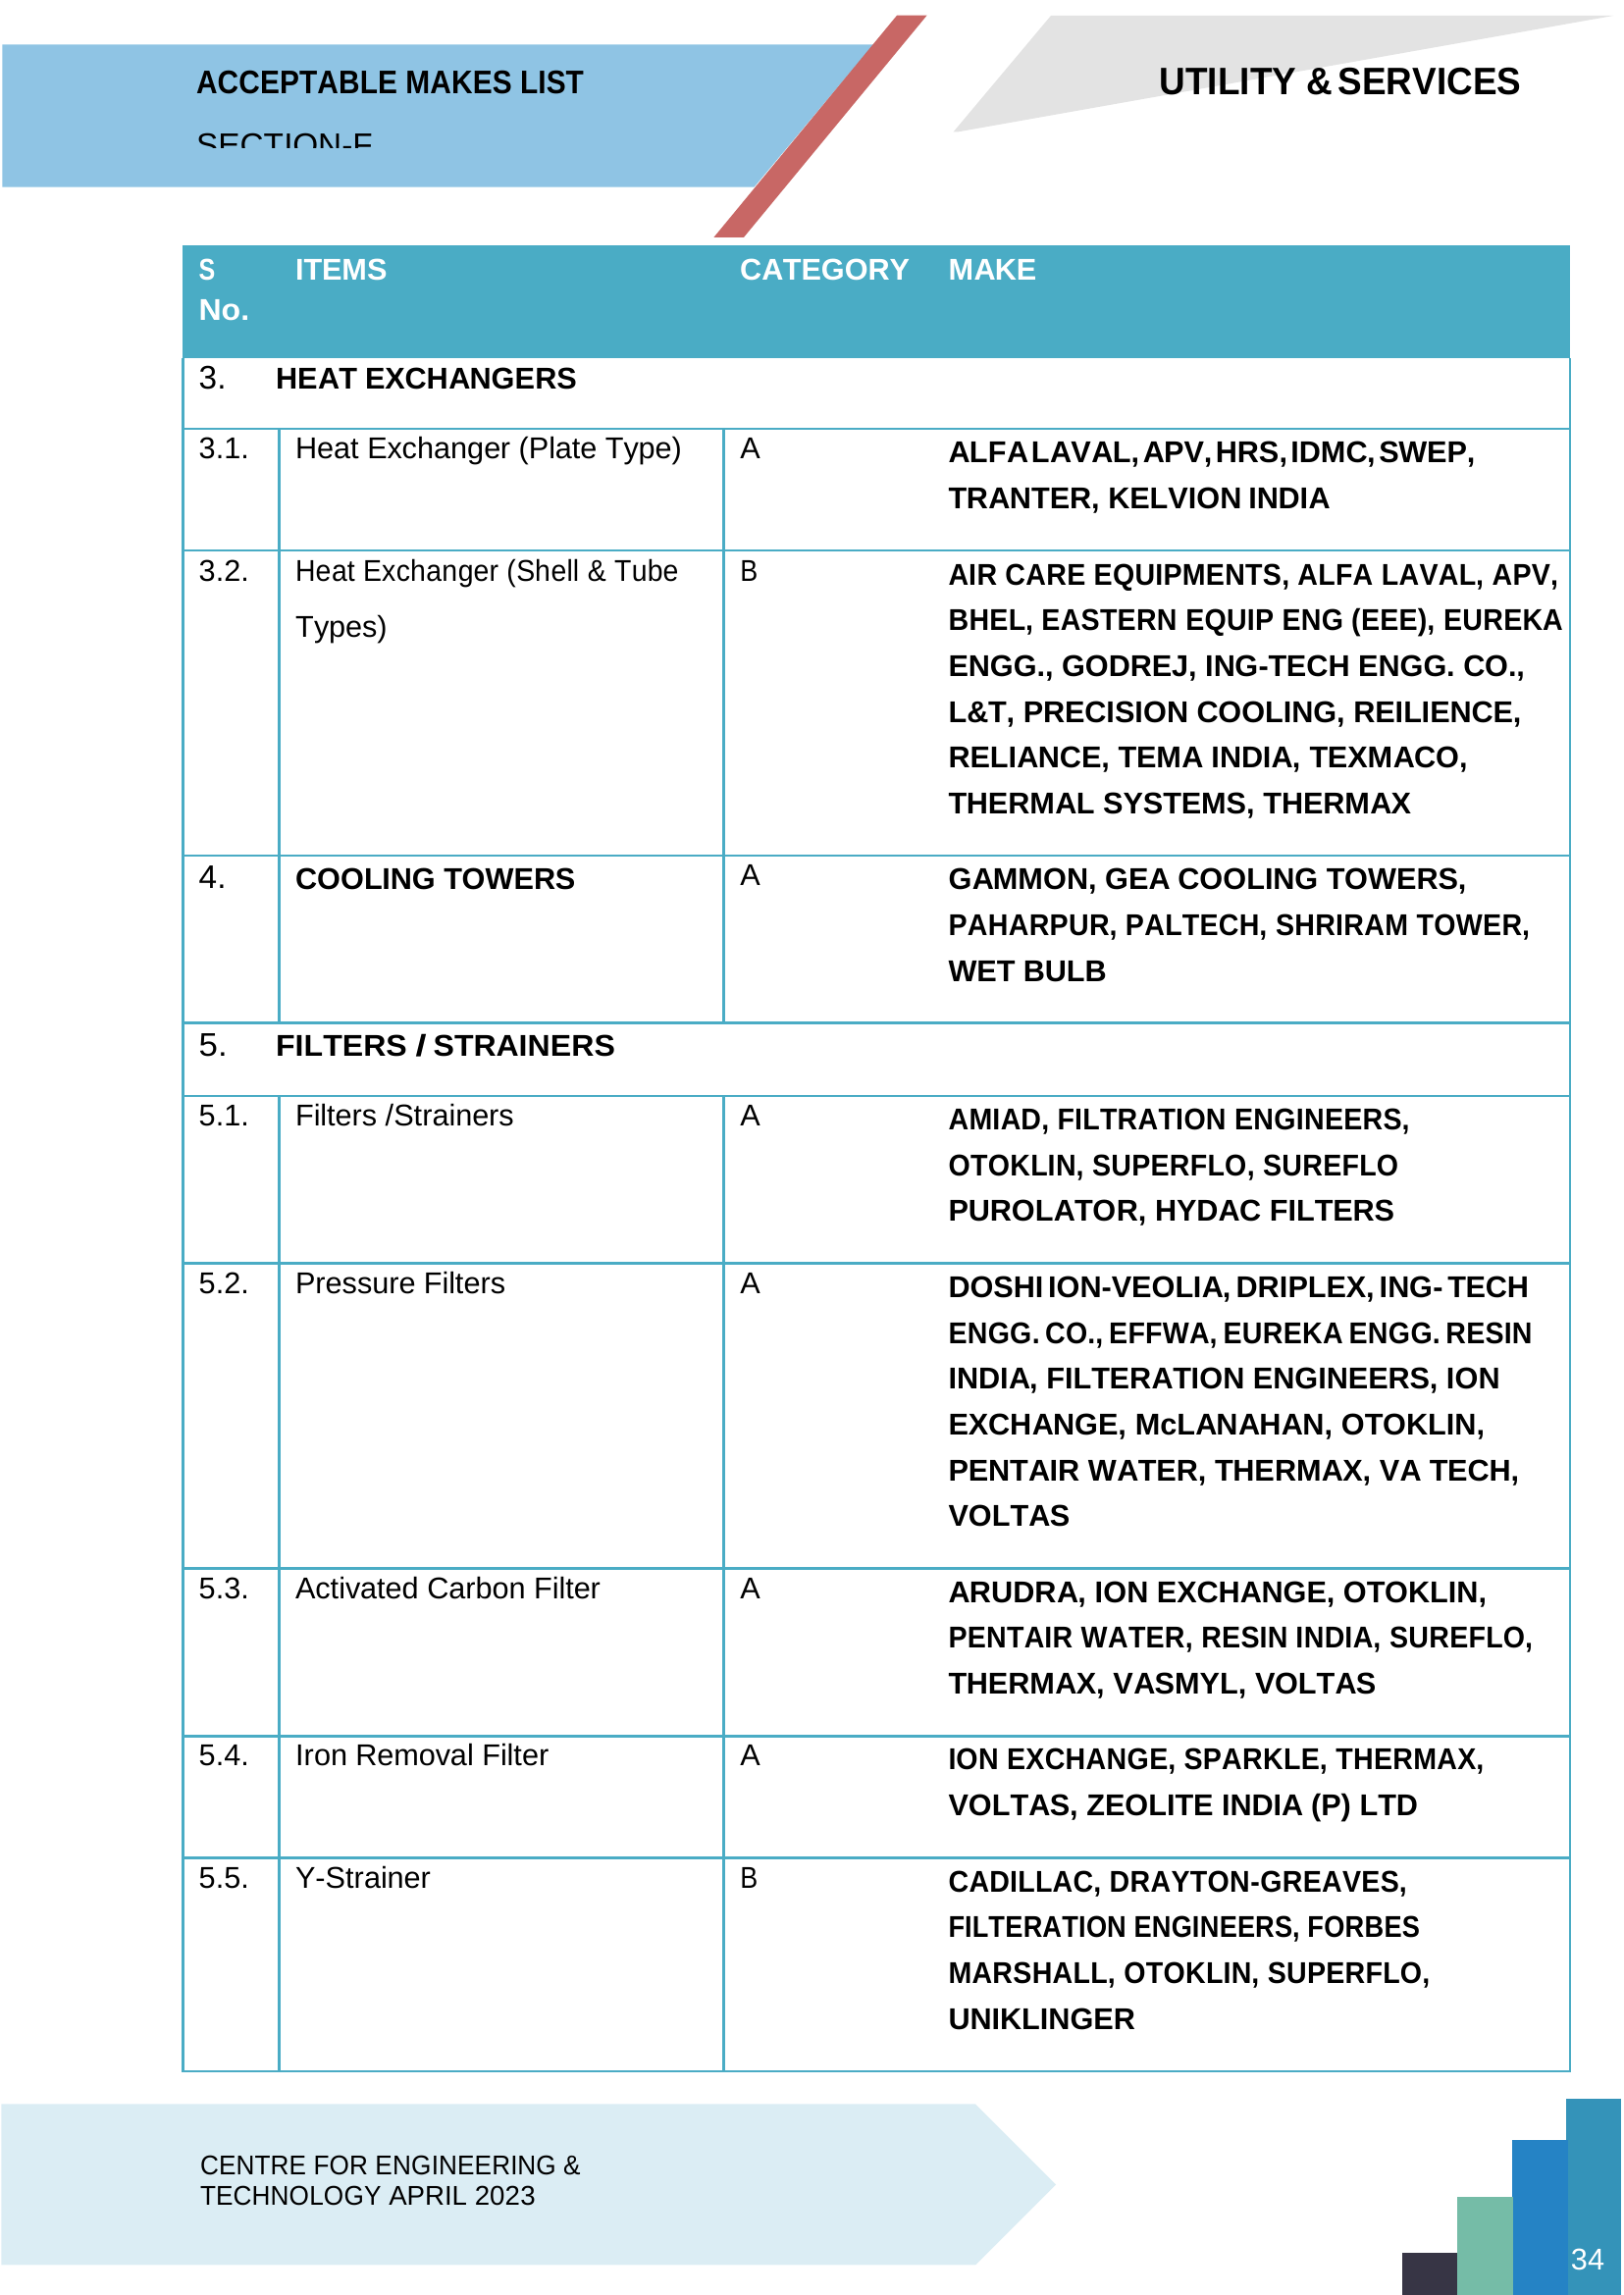 ACCEPTABLE MAKES LIST
UTILITY & SERVICES
SECTION-F
S No. ITEMS CATEGORY MAKE
3. HEAT EXCHANGERS
3.1. Heat Exchanger (Plate Type) A ALFA LAVAL, APV, HRS, IDMC, SWEP,
TRANTER, KELVION INDIA
3.2. Heat Exchanger (Shell & Tube B AIR CARE EQUIPMENTS, ALFA LAVAL, APV,
Types) BHEL, EASTERN EQUIP ENG (EEE), EUREKA
ENGG., GODREJ, ING-TECH ENGG. CO.,
L&T, PRECISION COOLING, REILIENCE,
RELIANCE, TEMA INDIA, TEXMACO,
THERMAL SYSTEMS, THERMAX
4. COOLING TOWERS A GAMMON, GEA COOLING TOWERS,
PAHARPUR, PALTECH, SHRIRAM TOWER,
WET BULB
5. FILTERS / STRAINERS
5.1. Filters /Strainers A AMIAD, FILTRATION ENGINEERS,
OTOKLIN, SUPERFLO, SUREFLO
PUROLATOR, HYDAC FILTERS
5.2. Pressure Filters A DOSHI ION-VEOLIA, DRIPLEX, ING- TECH
ENGG. CO., EFFWA, EUREKA ENGG. RESIN
INDIA, FILTERATION ENGINEERS, ION
EXCHANGE, McLANAHAN, OTOKLIN,
PENTAIR WATER, THERMAX, VA TECH,
VOLTAS
5.3. Activated Carbon Filter A ARUDRA, ION EXCHANGE, OTOKLIN,
PENTAIR WATER, RESIN INDIA, SUREFLO,
THERMAX, VASMYL, VOLTAS
5.4. Iron Removal Filter A ION EXCHANGE, SPARKLE, THERMAX,
VOLTAS, ZEOLITE INDIA (P) LTD
5.5. Y-Strainer B CADILLAC, DRAYTON-GREAVES,
FILTERATION ENGINEERS, FORBES
MARSHALL, OTOKLIN, SUPERFLO,
UNIKLINGER
CENTRE FOR ENGINEERING &
TECHNOLOGY APRIL 2023
34